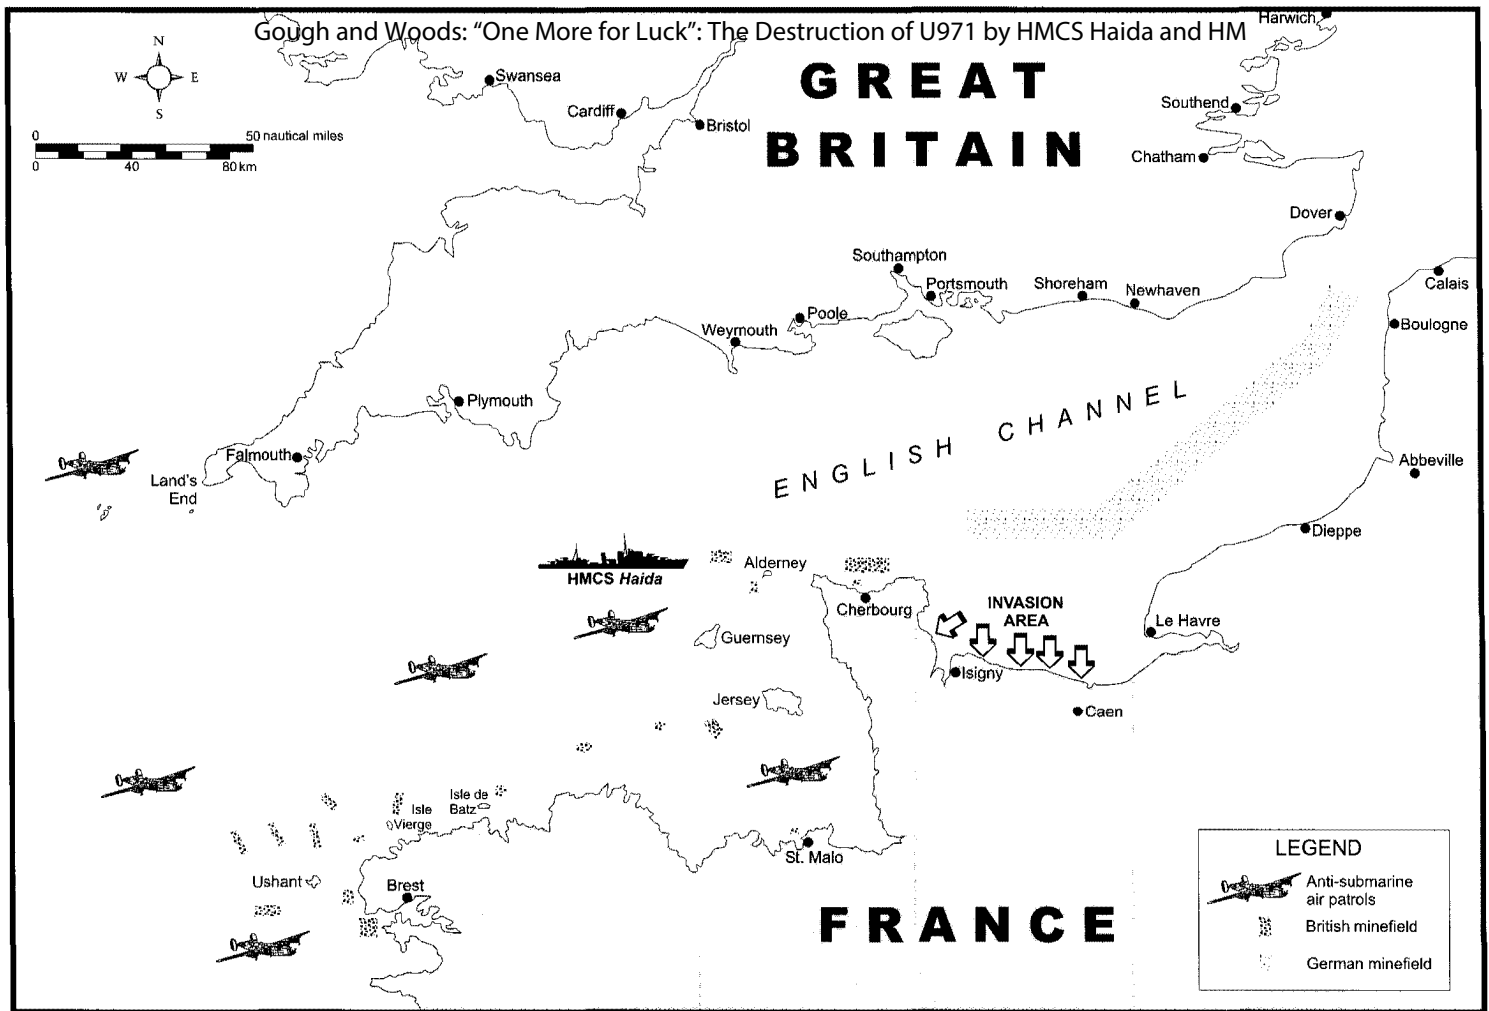 Gough and Woods: “One More for Luck”: The Destruction of U971 by HMCS Haida and HM
N
W E
S
0 50 nautical miles
0 40 80 km
GREAT
BRITAIN
Swansea
Cardiff
Bristol
Harwich
Southend
Chatham
Dover
Southampton
Portsmouth
Shoreham
Newhaven
Poole
Weymouth
Plymouth
Falmouth
Land's
End
Calais
Boulogne
Abbeville
Dieppe
Le Havre
ENGLISH CHANNEL
HMCS Haida
Alderney
Cherbourg
Guernsey
Jersey
INVASION
AREA
Isigny
Caen
Isle de
Batz
Isle
Vierge
Ushant
Brest
St. Malo
FRANCE
LEGEND
Anti-submarine
air patrols
British minefield
German minefield